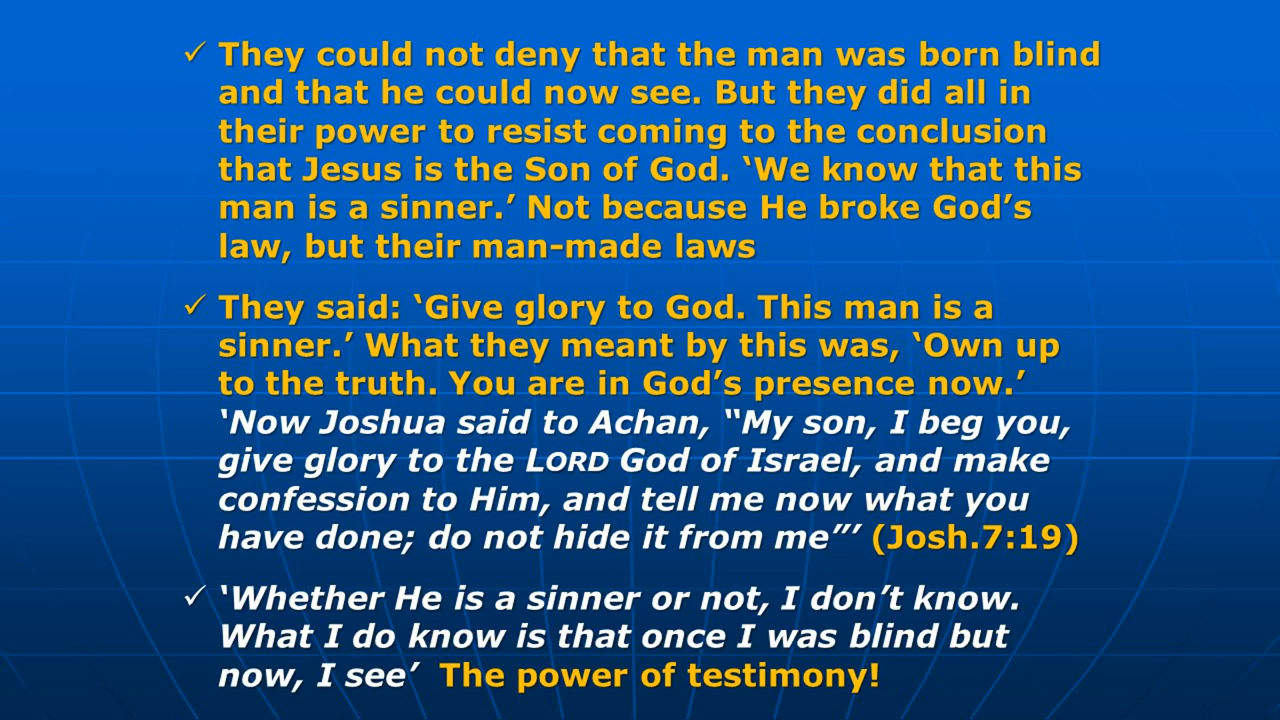 ✓ They could not deny that the man was born blind
and that he could now see. But they did all in
their power to resist coming to the conclusion
that Jesus is the Son of God. ‘We know that this
man is a sinner.’ Not because He broke God’s
law, but their man-made laws
✓ They said: ‘Give glory to God. This man is a
sinner.’ What they meant by this was, ‘Own up
to the truth. You are in God’s presence now.’
‘Now Joshua said to Achan, “My son, I beg you,
give glory to the LORD God of Israel, and make
confession to Him, and tell me now what you
have done; do not hide it from me”’ (Josh.7:19)
✓ ‘Whether He is a sinner or not, I don’t know.
What I do know is that once I was blind but
now, I see’ The power of testimony!